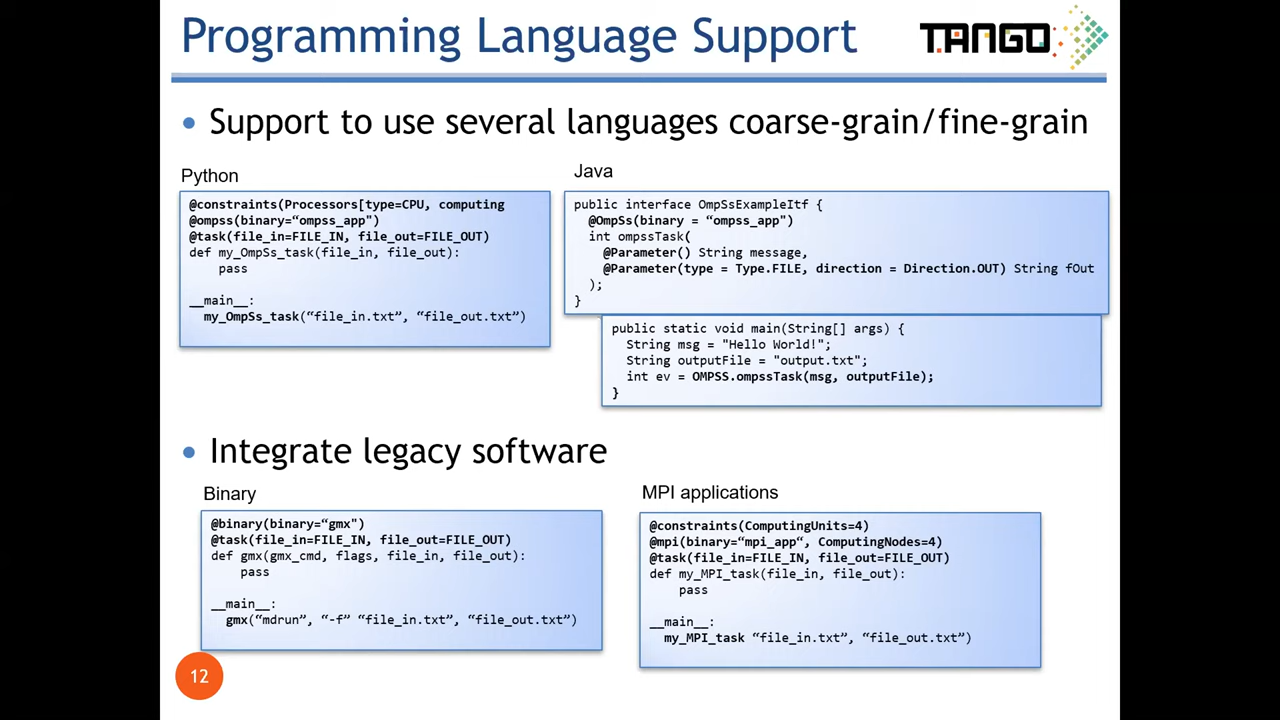 Programming Language Support
TANGO
• Support to use several languages coarse-grain/fine-grain
Python
@constraints(Processors[type=CPU, computing
@ompss(binary=“ompss_app")
@task(file_in=FILE_IN, file_out=FILE_OUT)
def my_OmpSs_task(file_in, file_out):
pass
__main__:
my_OmpSs_task(“file_in.txt”, “file_out.txt”)
Java
public interface OmpSsExampleItf {
@OmpSs(binary = “ompss_app”)
int ompssTask(
@Parameter() String message,
@Parameter(type = Type.FILE, direction = Direction.OUT) String fOut
);
}
public static void main(String[] args) {
String msg = "Hello World!";
String outputFile = "output.txt";
int ev = OMPSS.ompssTask(msg, outputFile);
}
• Integrate legacy software
Binary
@binary(binary=“gmx")
@task(file_in=FILE_IN, file_out=FILE_OUT)
def gmx(gmx_cmd, flags, file_in, file_out):
pass
__main__:
gmx(“mdrun”, “-f” “file_in.txt”, “file_out.txt”)
MPI applications
@constraints(ComputingUnits=4)
@mpi(binary=“mpi_app“, ComputingNodes=4)
@task(file_in=FILE_IN, file_out=FILE_OUT)
def my_MPI_task(file_in, file_out):
pass
__main__:
my_MPI_task “file_in.txt”, “file_out.txt”)
12